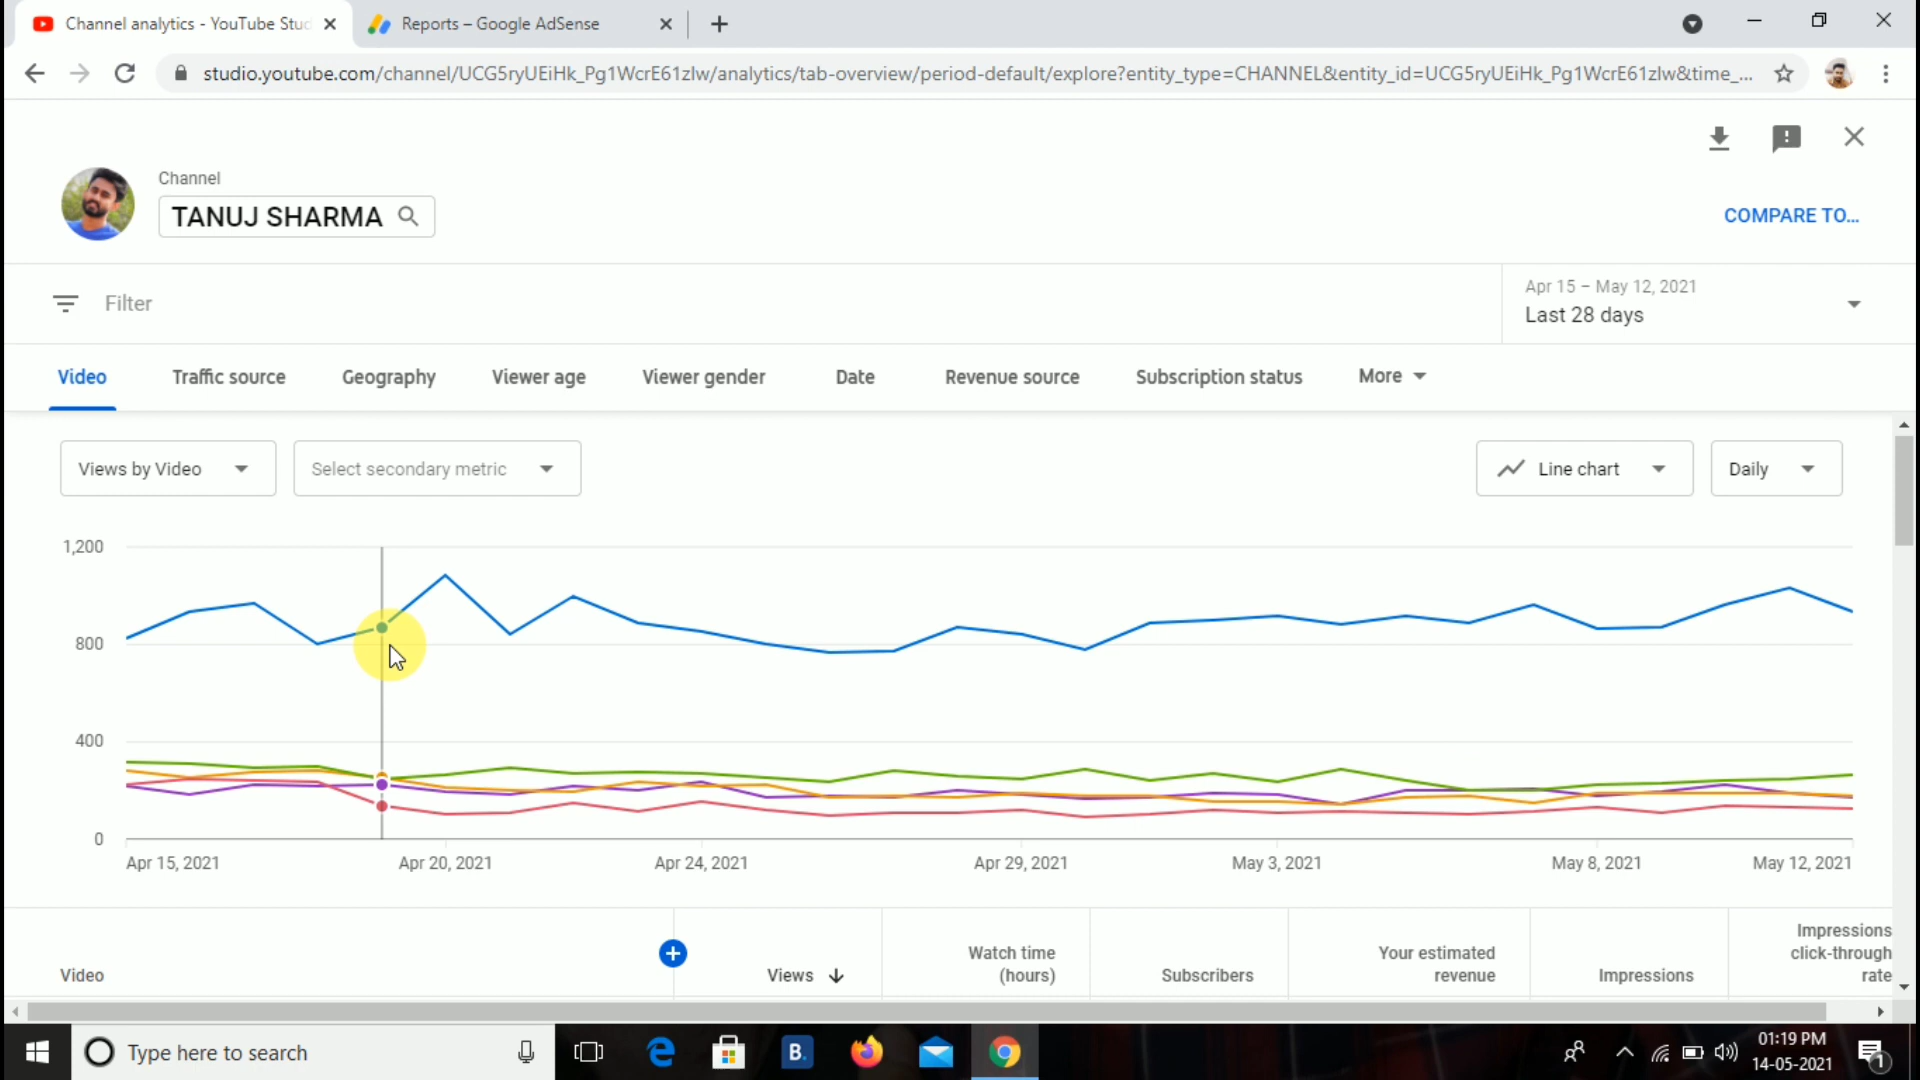 Channel analytics - YouTube Stud
Reports – Google AdSense
studio.youtube.com/channel/UCG5ryUEiHk_Pg1WcrE61zlw/analytics/tab-overview/period-default/explore?entity_type=CHANNEL&entity_id=UCG5ryUEiHk_Pg1WcrE61zlw&time_...
Channel
TANUJ SHARMA
COMPARE TO...
Filter
Apr 15 – May 12, 2021
Last 28 days
Video Traffic source Geography Viewer age Viewer gender Date Revenue source Subscription status More
Views by Video Select secondary metric Line chart Daily
1,200
800
400
0
Apr 15, 2021 Apr 20, 2021 Apr 24, 2021 Apr 29, 2021 May 3, 2021 May 8, 2021 May 12, 2021
Video
Views
Watch time
(hours)
Subscribers
Your estimated
revenue
Impressions
Impressions
click-through
rate
Type here to search
B.
01:19 PM
14-05-2021
1